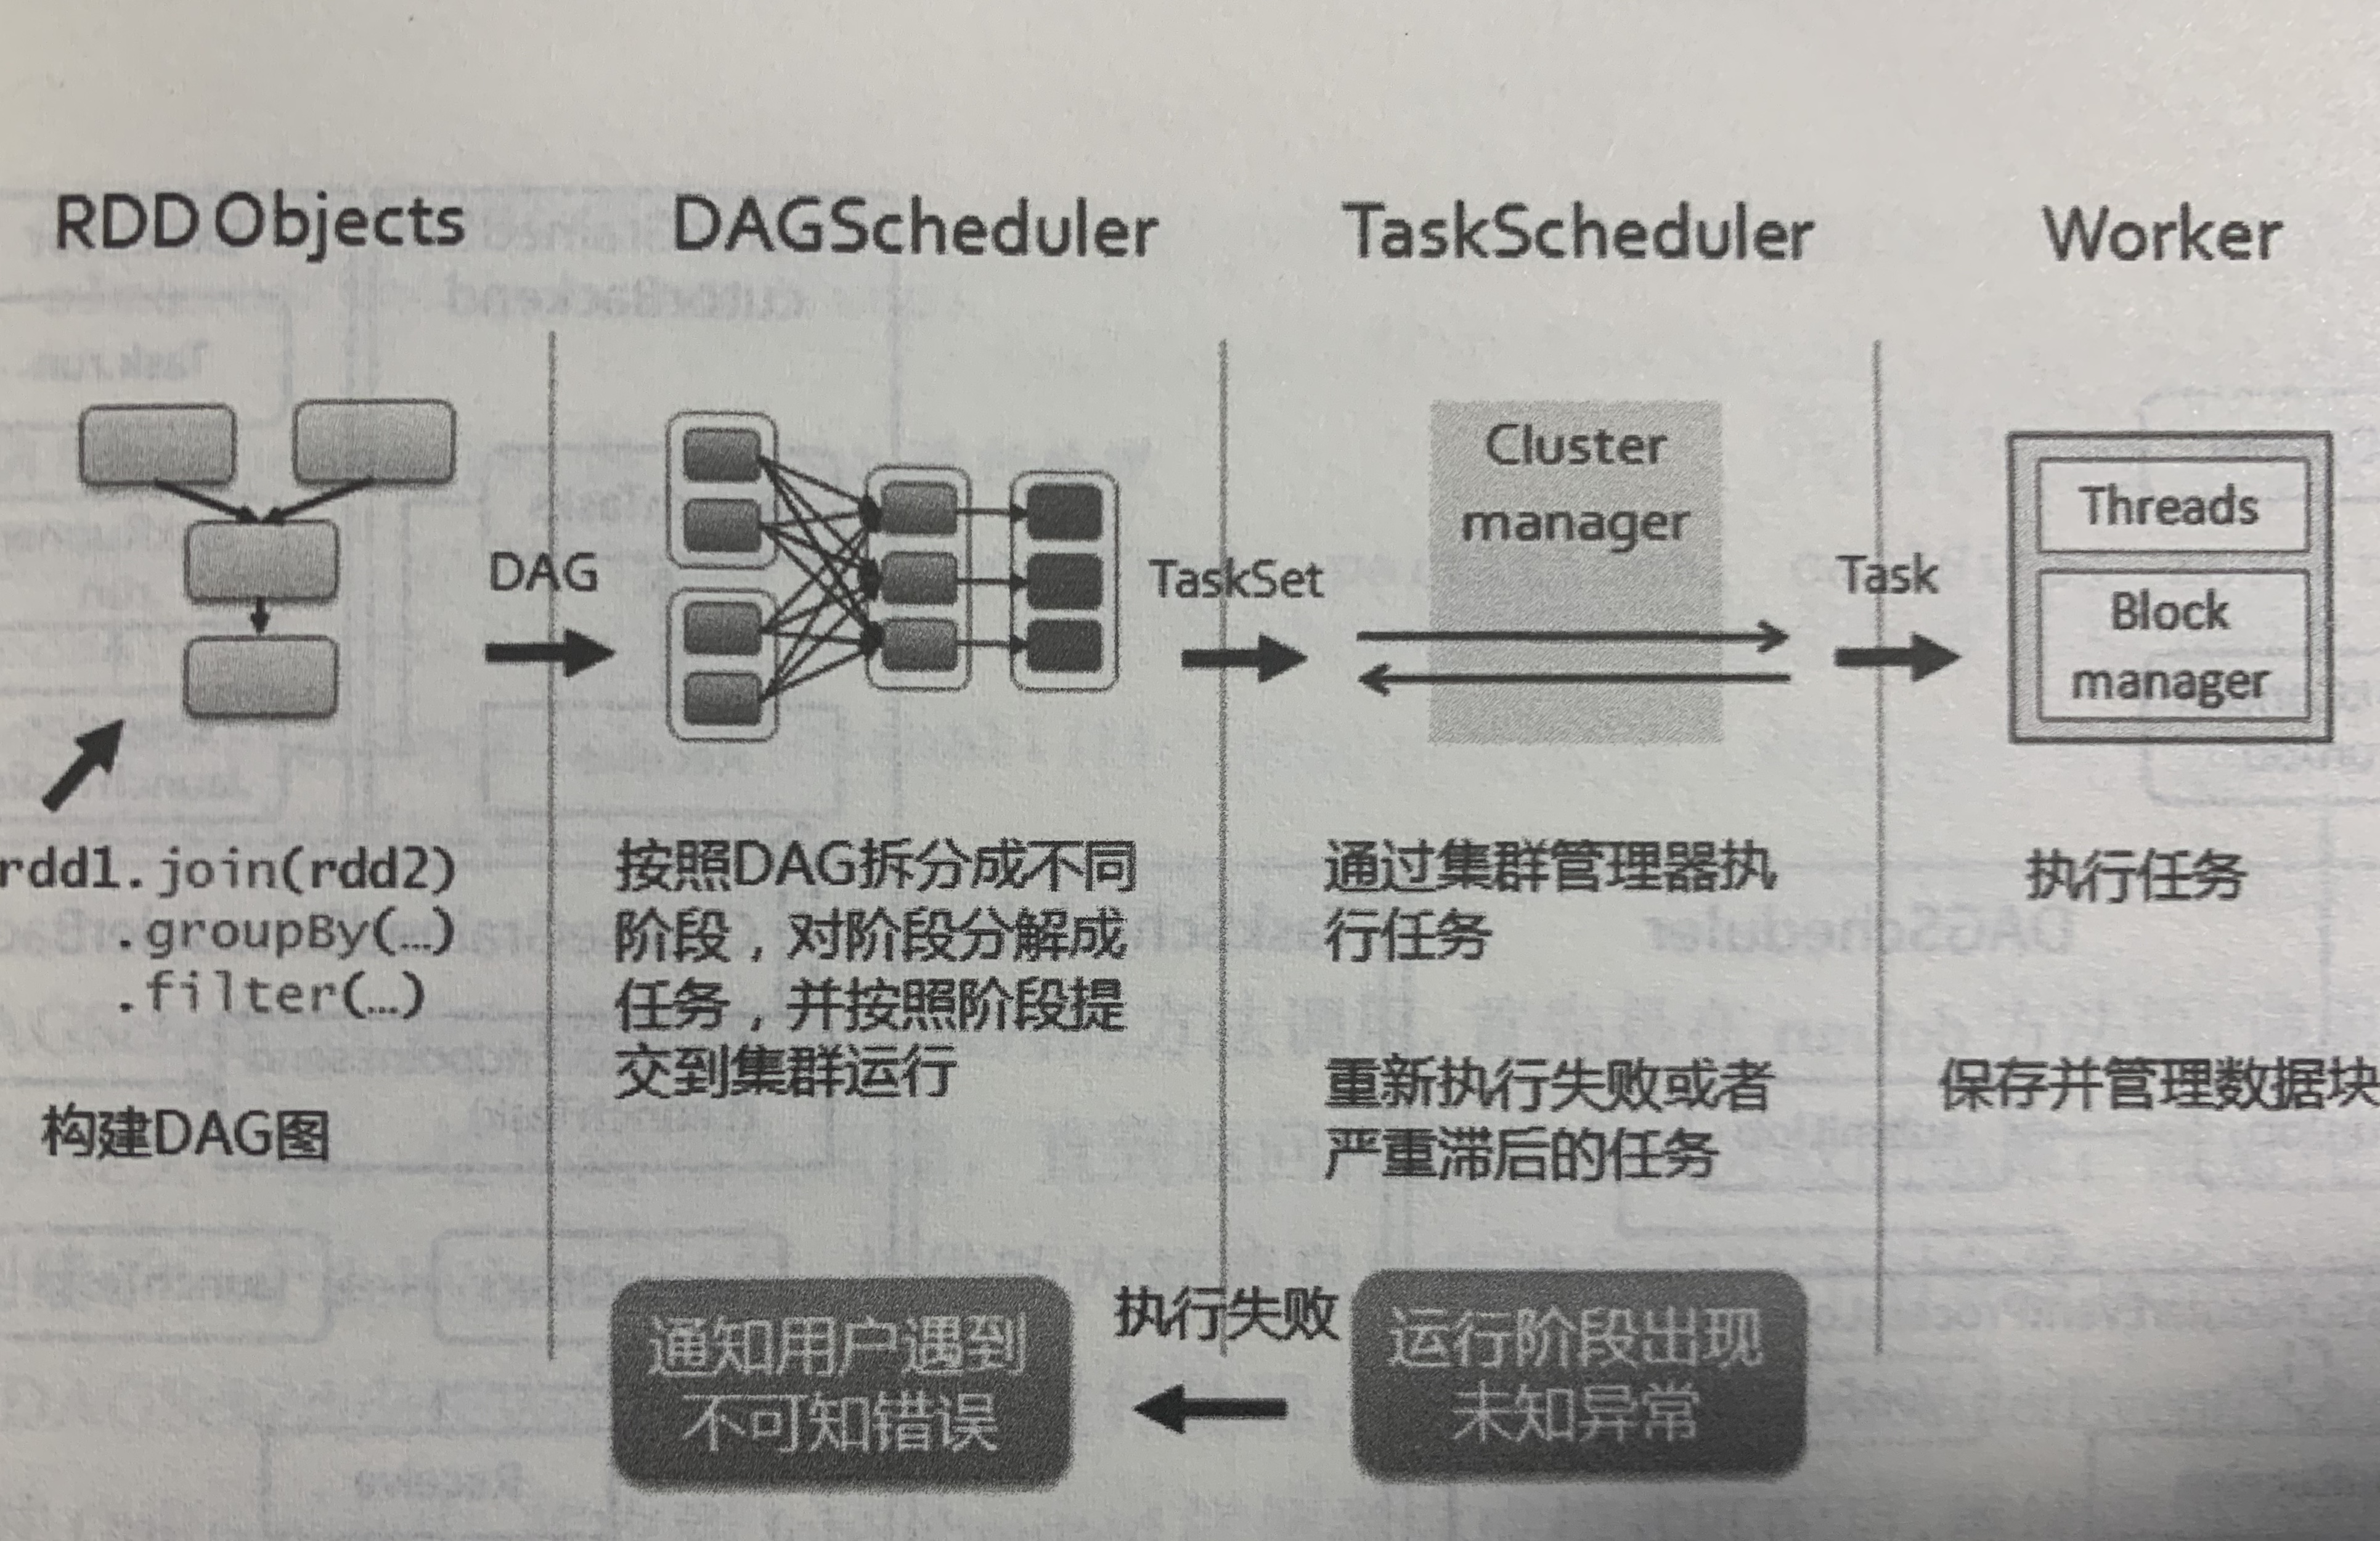 RDD Objects
DAGScheduler
TaskScheduler
Worker
DAG
TaskSet
Cluster
manager
Task
Threads
Block
manager
rdd1.join(rdd2)
.groupBy(…)
.filter(…)
构建DAG图
按照DAG拆分成不同
阶段，对阶段分解成
任务，并按照阶段提
交到集群运行
通过集群管理器执
行任务
重新执行失败或者
严重滞后的任务
执行任务
保存并管理数据块
通知用户遇到
不可知错误
执行失败
运行阶段出现
未知异常